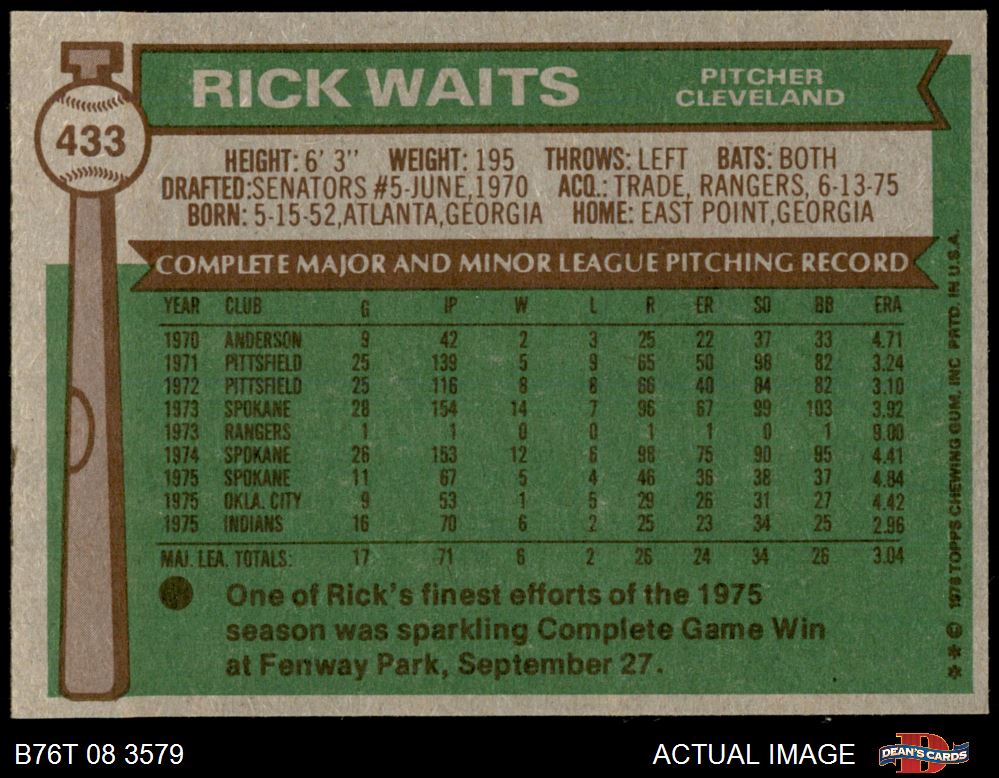 RICK WAITS
PITCHER
CLEVELAND
433
HEIGHT: 6' 3" WEIGHT: 195 THROWS: LEFT BATS: BOTH
DRAFTED:SENATORS #5-JUNE,1970 ACQ.: TRADE, RANGERS, 6-13-75
BORN: 5-15-52,ATLANTA,GEORGIA HOME: EAST POINT,GEORGIA
COMPLETE MAJOR AND MINOR LEAGUE PITCHING RECORD
YEAR CLUB G IP W L R ER SO BB ERA
1970 ANDERSON 9 42 2 3 25 22 37 33 4.71
1971 PITTSFIELD 25 139 5 9 65 50 98 82 3.24
1972 PITTSFIELD 25 116 8 6 66 40 84 82 3.10
1973 SPOKANE 28 154 14 7 96 67 99 103 3.92
1973 RANGERS 1 1 0 0 1 1 0 1 9.00
1974 SPOKANE 26 153 12 6 98 75 90 95 4.41
1975 SPOKANE 11 67 5 4 46 36 38 37 4.84
1975 OKLA. CITY 9 53 1 5 29 26 31 27 4.42
1975 INDIANS 16 70 6 2 25 23 34 25 2.96
MAJ. LEA. TOTALS: 17 71 6 2 26 24 34 26 3.04
One of Rick's finest efforts of the 1975
season was sparkling Complete Game Win
at Fenway Park, September 27.
*** © 1976 TOPPS CHEWING GUM, INC. PRTD. IN U.S.A.
B76T 08 3579
ACTUAL IMAGE
D
DEAN'S CARDS